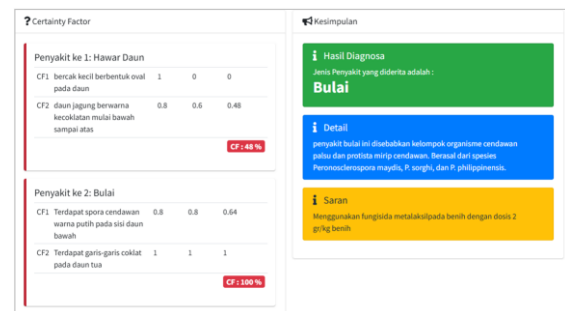 ? Certainty Factor
Penyakit ke 1: Hawar Daun
CF1 bercak kecil berbentuk oval 1 0 0
pada daun
CF2 daun jagung berwarna 0.8 0.6 0.48
kecoklatan mulai bawah
sampai atas
CF : 48 %
Penyakit ke 2: Bulai
CF1 Terdapat spora cendawan 0.8 0.8 0.64
warna putih pada sisi daun
bawah
CF2 Terdapat garis-garis coklat 1 1 1
pada daun tua
CF : 100 %
Kesimpulan
Hasil Diagnosa
Jenis Penyakit yang diderita adalah :
Bulai
Detail
penyakit bulai ini disebabkan kelompok organisme cendawan
palsu dan protista mirip cendawan. Berasal dari spesies
Peronosclerospora maydis, P. sorghi, dan P. philippinensis.
Saran
Menggunakan fungisida metalaksilpada benih dengan dosis 2
gr/kg benih